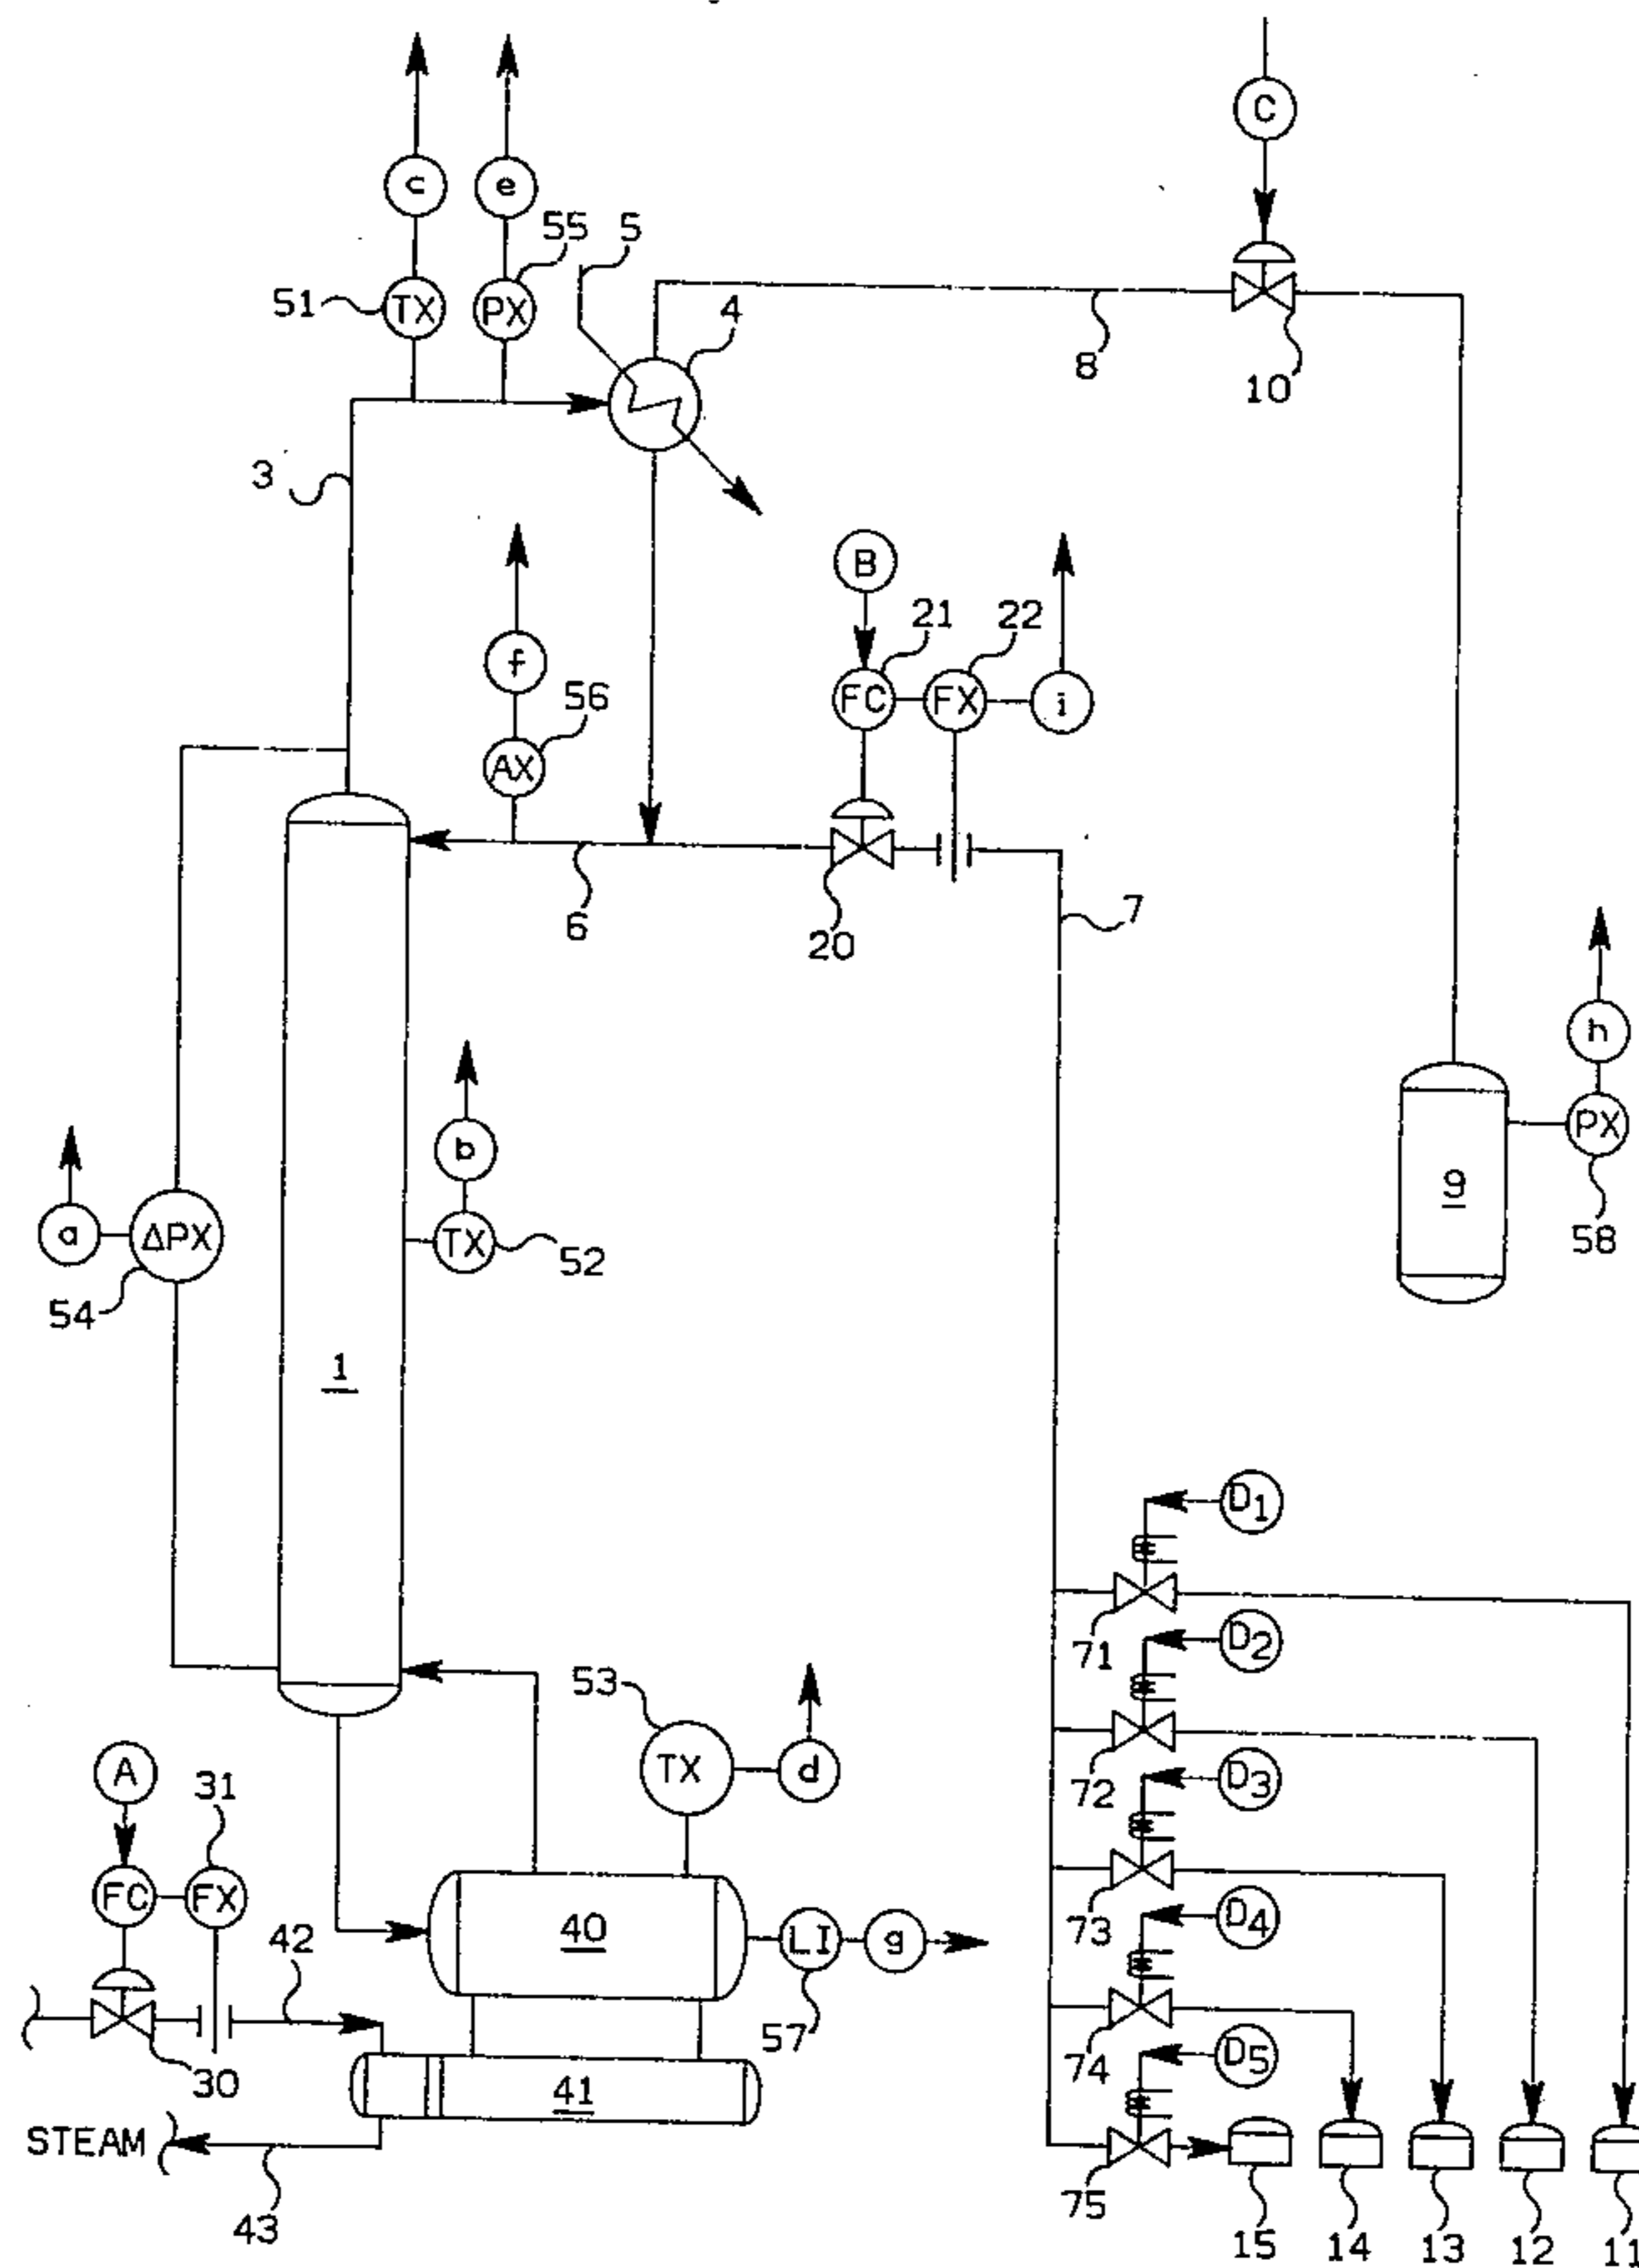 C
c
e
55
5
51
TX
PX
4
8
10
3
B
21
22
f
56
FC
FX
i
AX
6
20
7
h
b
PX
9
a
ΔPX
TX
52
58
54
1
D1
71
D2
53
TX
d
72
D3
A
31
FC
FX
42
40
LI
g
73
D4
57
74
D5
30
41
STEAM
75
43
15
14
13
12
11